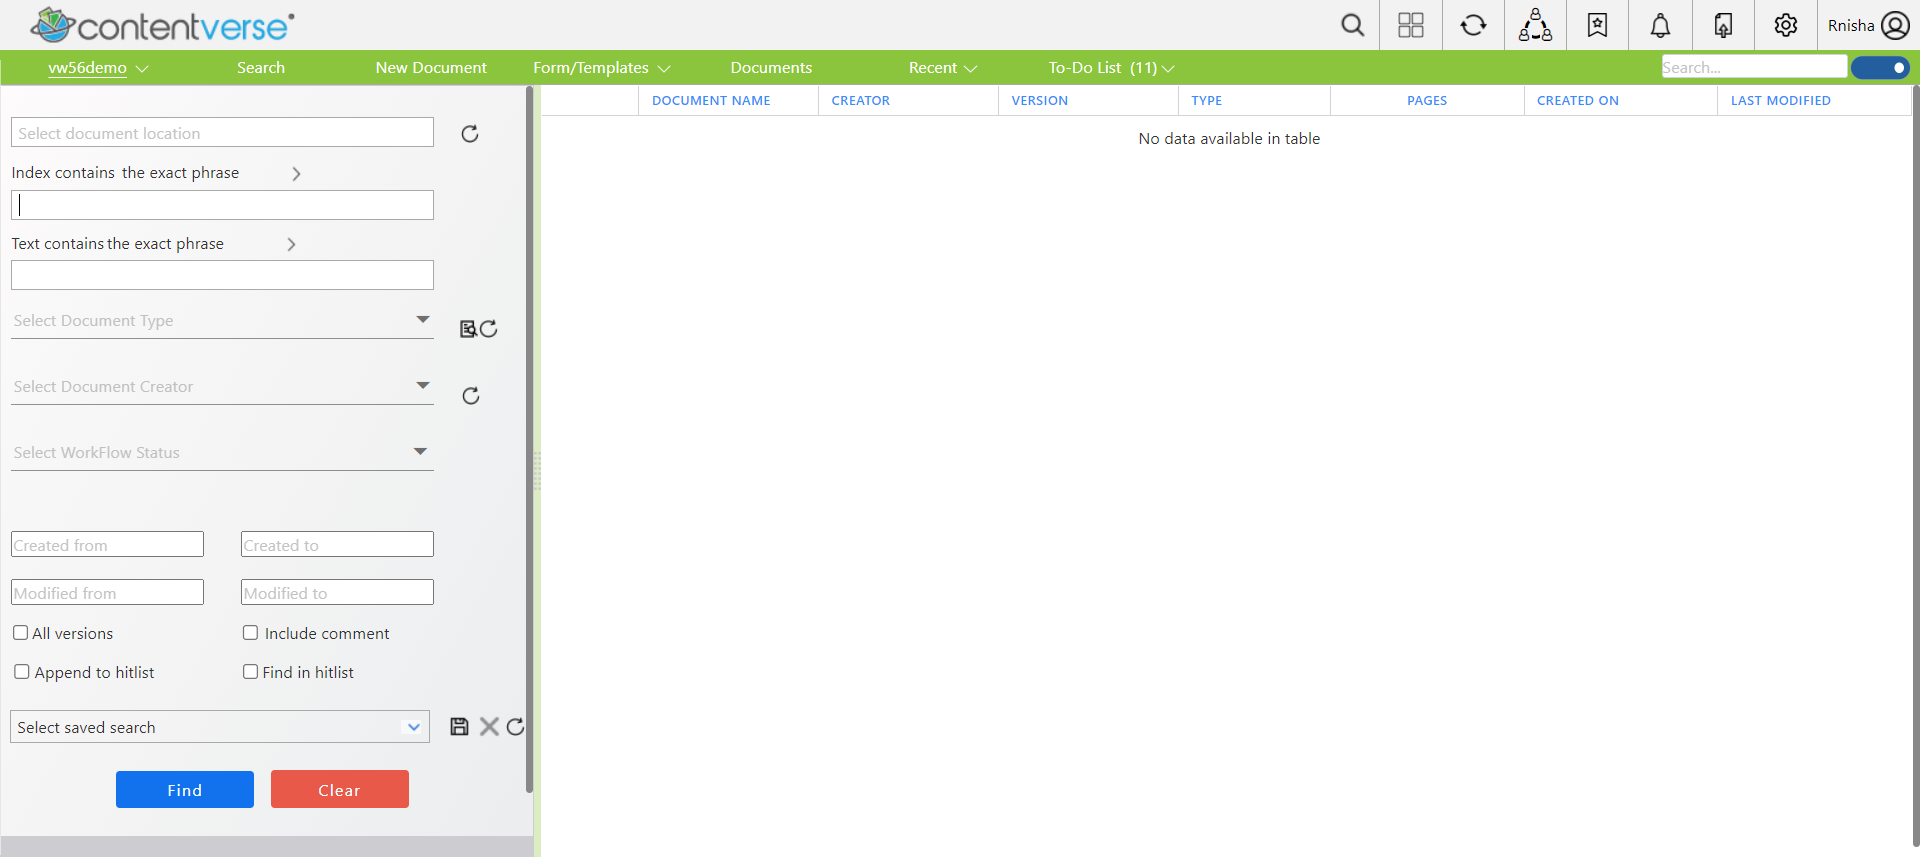 contentverse
Rnisha
vw56demo Search New Document Form/Templates Documents Recent To-Do List (11) Search...
DOCUMENT NAME CREATOR VERSION TYPE PAGES CREATED ON LAST MODIFIED
No data available in table
Select document location
Index contains the exact phrase
Text contains the exact phrase
Select Document Type
Select Document Creator
Select WorkFlow Status
Created from Created to
Modified from Modified to
All versions Include comment
Append to hitlist Find in hitlist
Select saved search
Find Clear